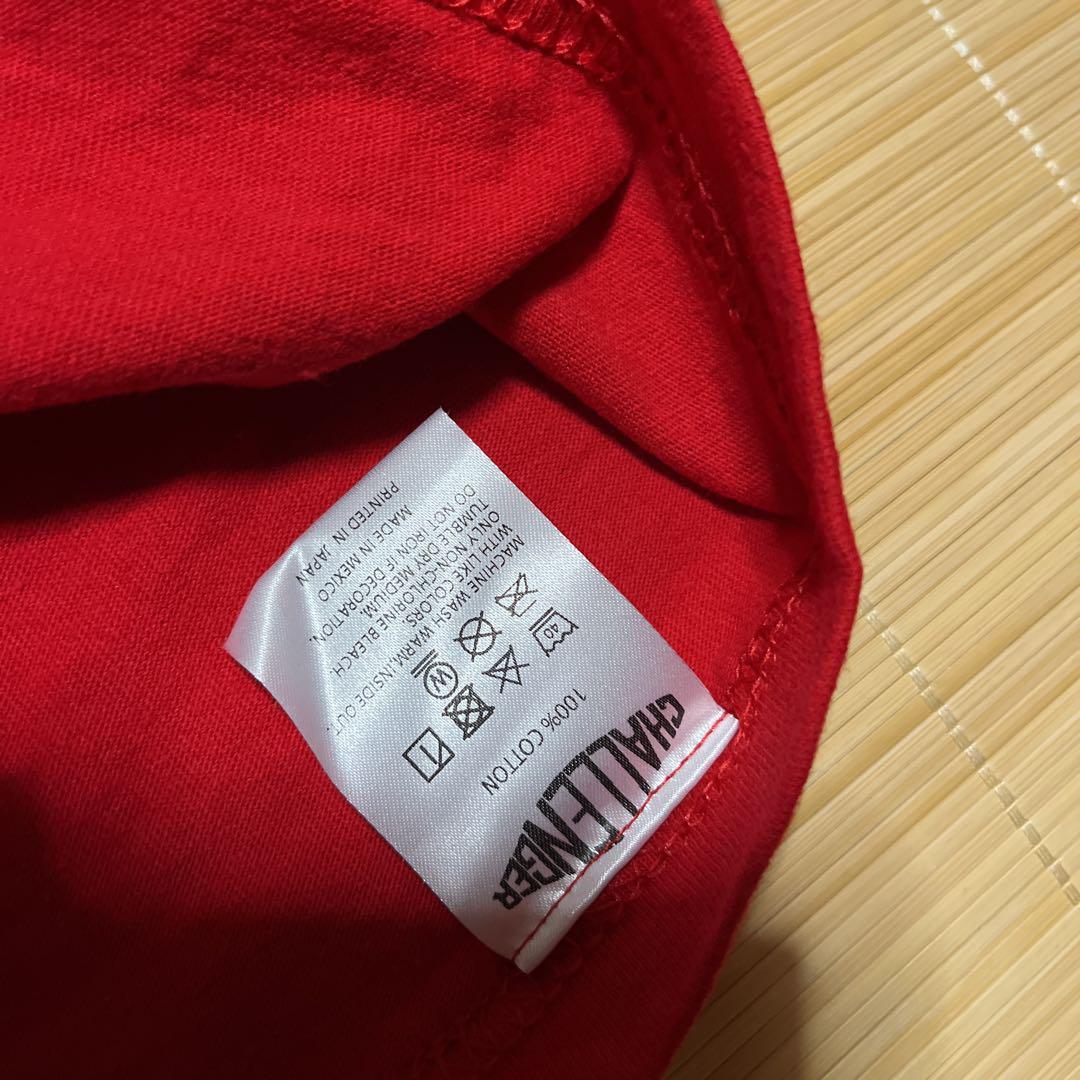 CHALLENGER
100% COTTON
40
W
MACHINE WASH WARM.INSIDE OUT.
WITH LIKE COLORS.
ONLY NON-CHLORINE BLEACH.
TUMBLE DRY MEDIUM.
DO NOT IRON IF DECORATION.
MADE IN MEXICO
PRINTED IN JAPAN